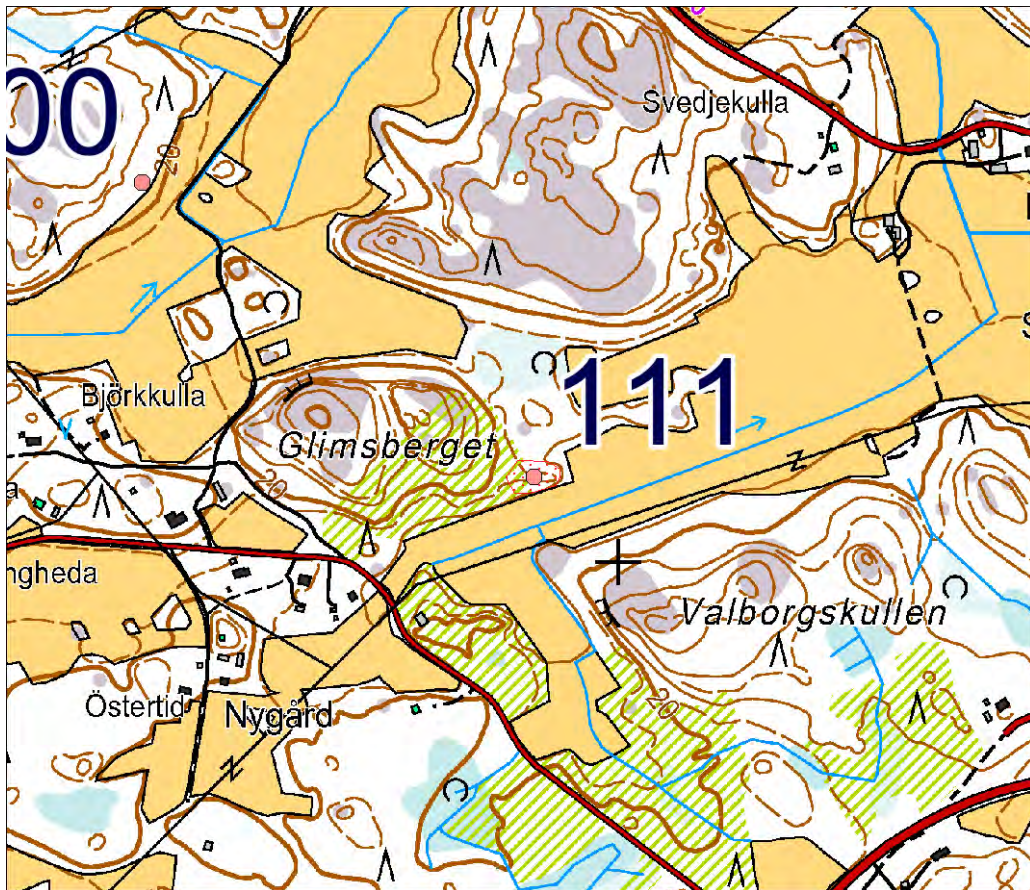 Svedjekulla
00
20
111
Björkkulla
Glimsberget
20
ngheda
Valborgskullen
20
Östertid
Nygård